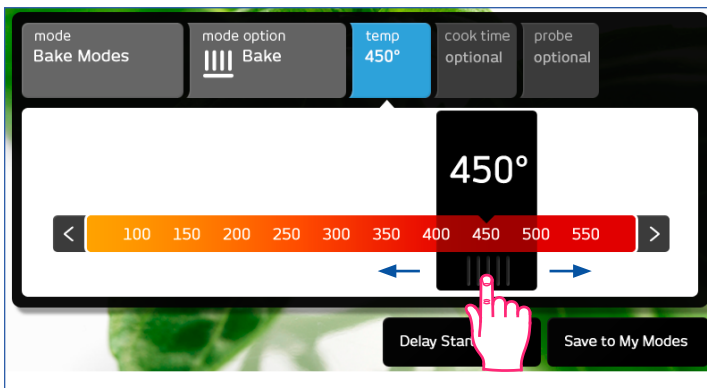 mode
Bake Modes
mode option
Bake
temp
450°
cook time
optional
probe
optional
450°
< 100 150 200 250 300 350 400 450 500 550 >
Delay Star
Save to My Modes